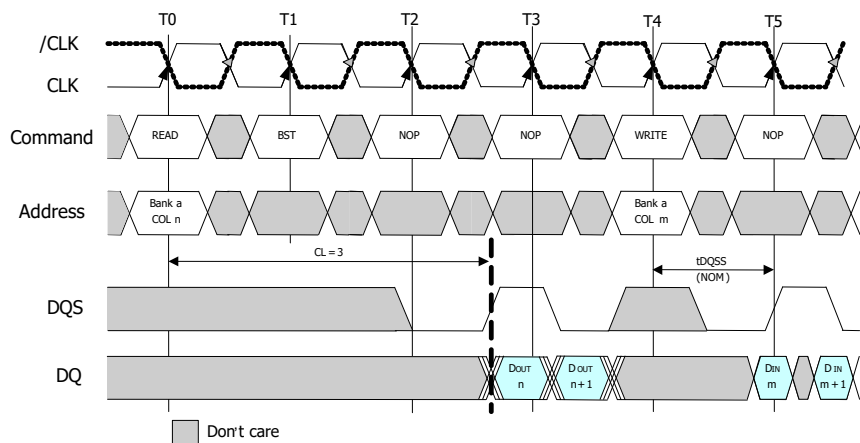 T0 T1 T2 T3 T4 T5
/CLK
CLK
Command READ BST NOP NOP WRITE NOP
Address Bank a COL n Bank a COL m
CL = 3
tDQSS
(NOM)
DQS
DQ DOUT n DOUT n + 1 DIN m DIN m + 1
Don't care